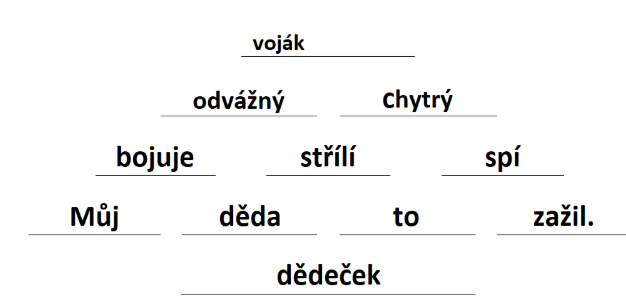 voják
odvážný chytrý
bojuje střílí spí
Můj děda to zažil.
dědeček